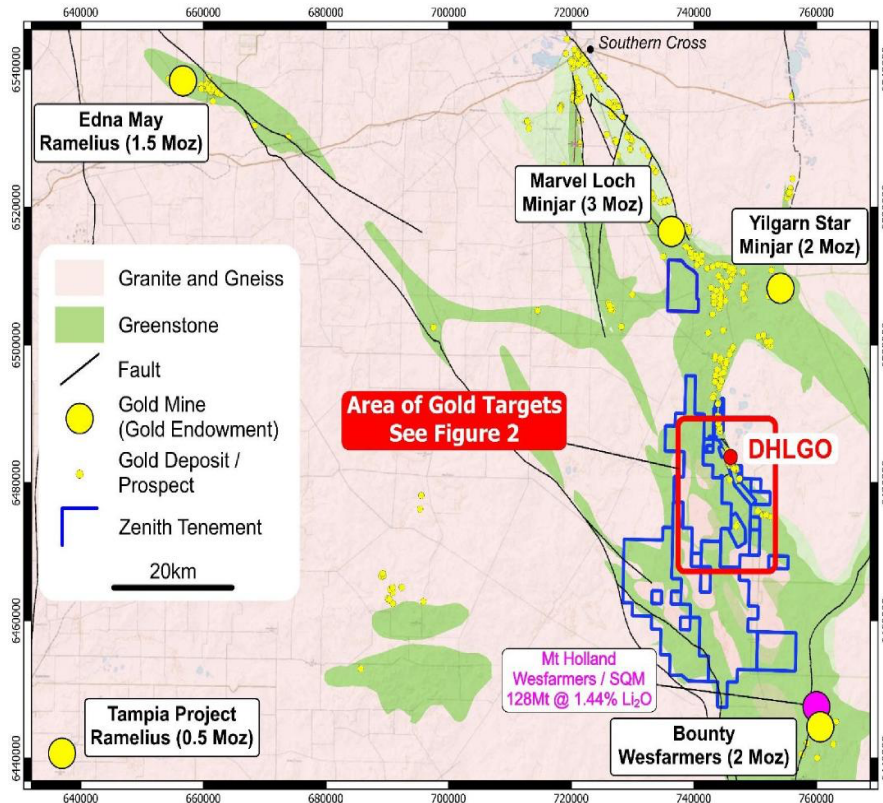 640000
660000
680000
700000
720000
740000
760000
6540000
6520000
6500000
6480000
6460000
6440000
Southern Cross
Edna May
Ramelius (1.5 Moz)
Marvel Loch
Minjar (3 Moz)
Yilgarn Star
Minjar (2 Moz)
Granite and Gneiss
Greenstone
Fault
Gold Mine
(Gold Endowment)
Gold Deposit /
Prospect
Zenith Tenement
20km
Area of Gold Targets
See Figure 2
DHLGO
Mt Holland
Wesfarmers / SQM
128Mt @ 1.44% Li₂O
Tampia Project
Ramelius (0.5 Moz)
Bounty
Wesfarmers (2 Moz)
640000
660000
680000
700000
720000
740000
760000